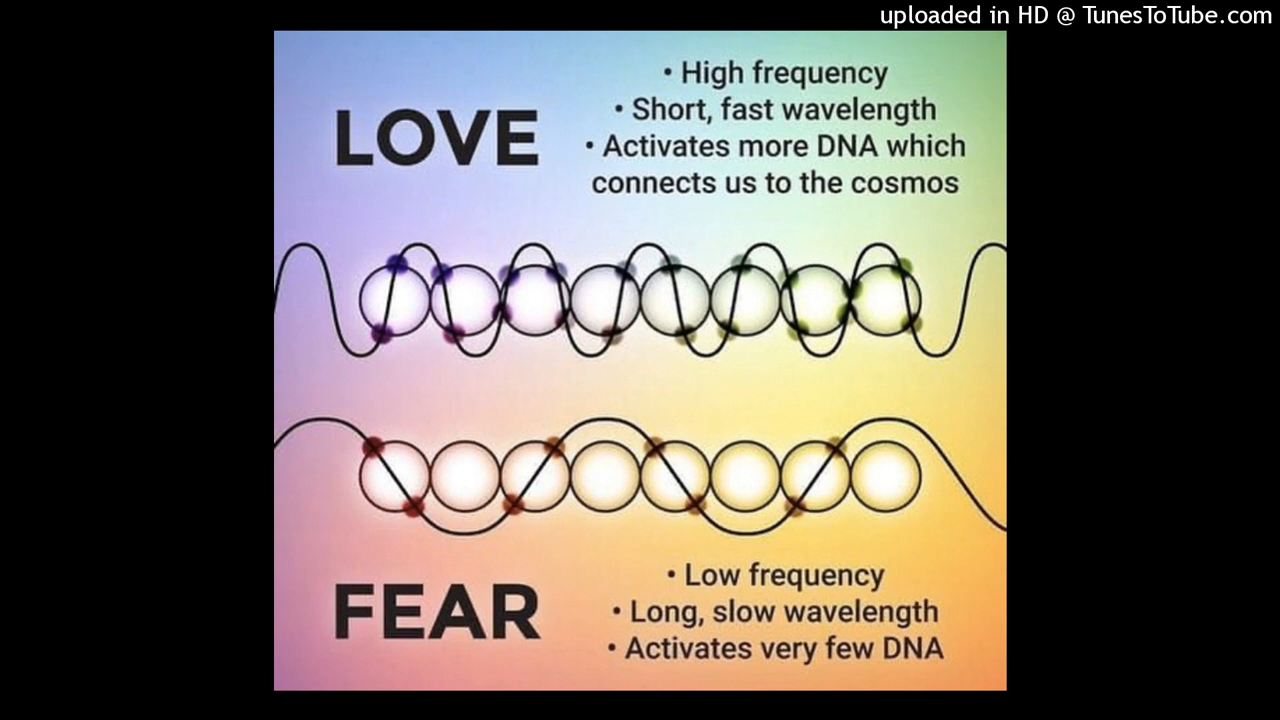 uploaded in HD @ TunesToTube.com
LOVE
• High frequency
• Short, fast wavelength
• Activates more DNA which
connects us to the cosmos
FEAR
• Low frequency
• Long, slow wavelength
• Activates very few DNA